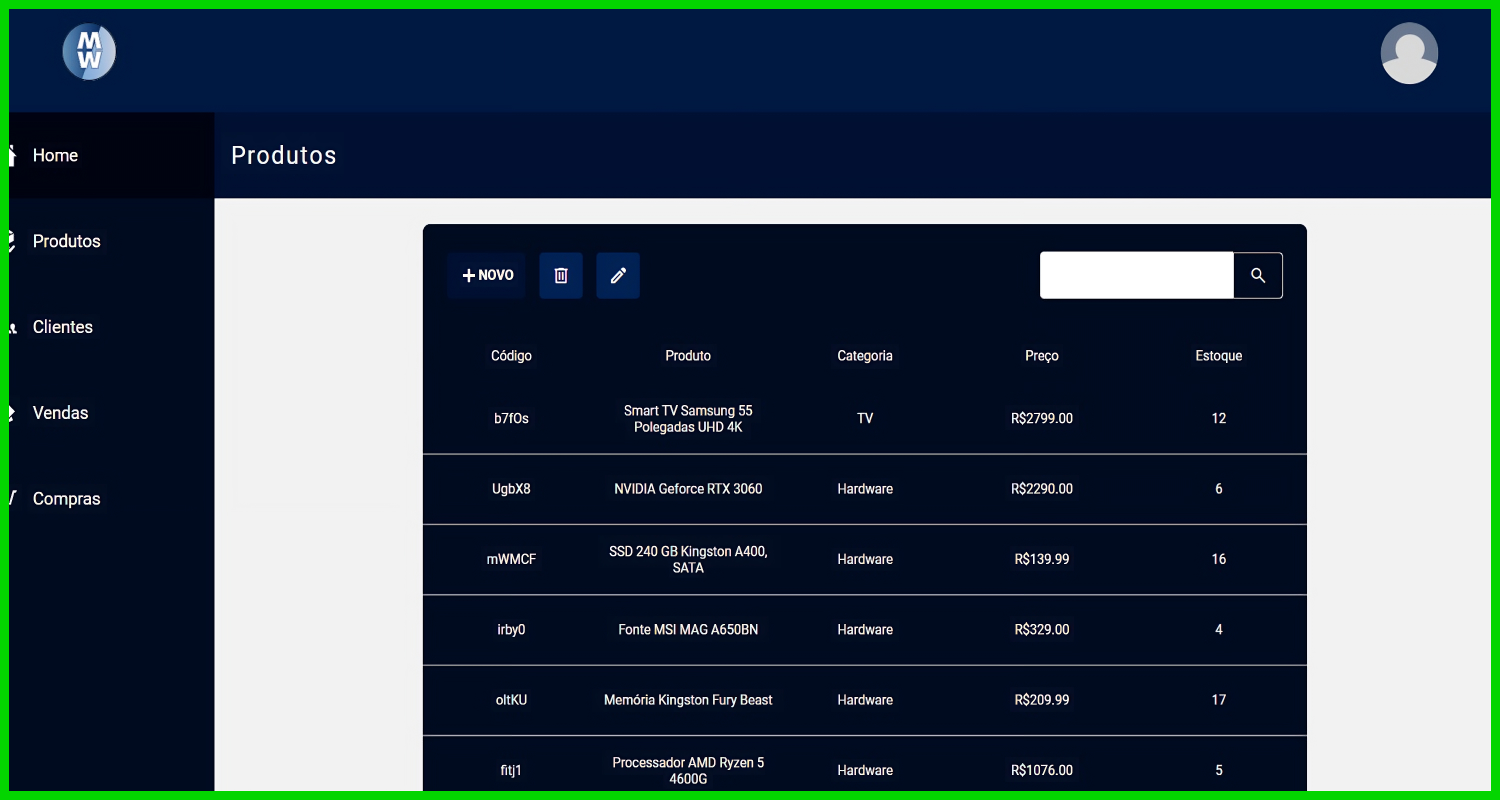 MW
Home
Produtos
Produtos
Clientes
Vendas
Compras
+ NOVO
Código Produto Categoria Preço Estoque
b7fOs Smart TV Samsung 55 Polegadas UHD 4K TV R$2799.00 12
UgbX8 NVIDIA Geforce RTX 3060 Hardware R$2290.00 6
mWMCF SSD 240 GB Kingston A400, SATA Hardware R$139.99 16
irby0 Fonte MSI MAG A650BN Hardware R$329.00 4
oltKU Memória Kingston Fury Beast Hardware R$209.99 17
fitj1 Processador AMD Ryzen 5 4600G Hardware R$1076.00 5